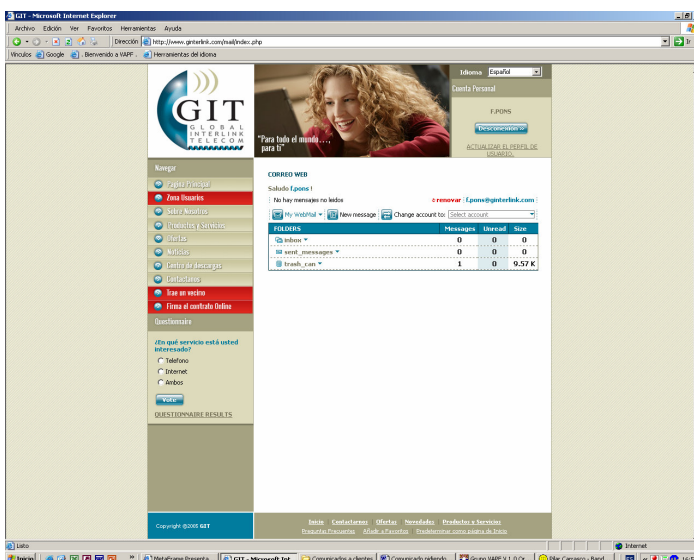 GIT - Microsoft Internet Explorer
Archivo Edición Ver Favoritos Herramientas Ayuda
Dirección http://www.ginterlink.com/mail/index.php Ir
Vínculos Google . Bienvenido a VAPF . Herramientas del idioma
GIT
GLOBAL
INTERLINK
TELECOM
"Para todo el mundo...,
para ti"
Idioma Español
Cuenta Personal
F.PONS
Desconexión »
ACTUALIZAR EL PERFIL DE
USUARIO.
Navegar
Página Principal
Zona Usuarios
Sobre Nosotros
Productos y Servicios
Ofertas
Noticias
Centro de descargas
Contactanos
Trae un vecino
Firma el contrato Online
Questionnaire
¿En qué servicio está usted
interesado?
Telefono
Internet
Ambos
Vote
QUESTIONNAIRE RESULTS
CORREO WEB
Saludo f.pons !
No hay mensajes no leidos
renovar f.pons@ginterlink.com
My WebMail New message Change account to: Select account
FOLDERS Messages Unread Size
inbox 0 0 0
sent_messages 0 0 0
trash_can 1 0 9.57 K
Copyright @2005 GIT
Inicio Contactarnos Ofertas Novedades Productos y Servicios
Preguntas Frecuentes Añadir a Favoritos Predeterminar como página de Inicio
Listo Internet
Inicio MetaFrame Presenta... GIT - Microsoft Int... Comunicados a clientes Comunicado pidiendo... Grupo VAPF V.1.0 Or... Pilar Carrasco - Band...